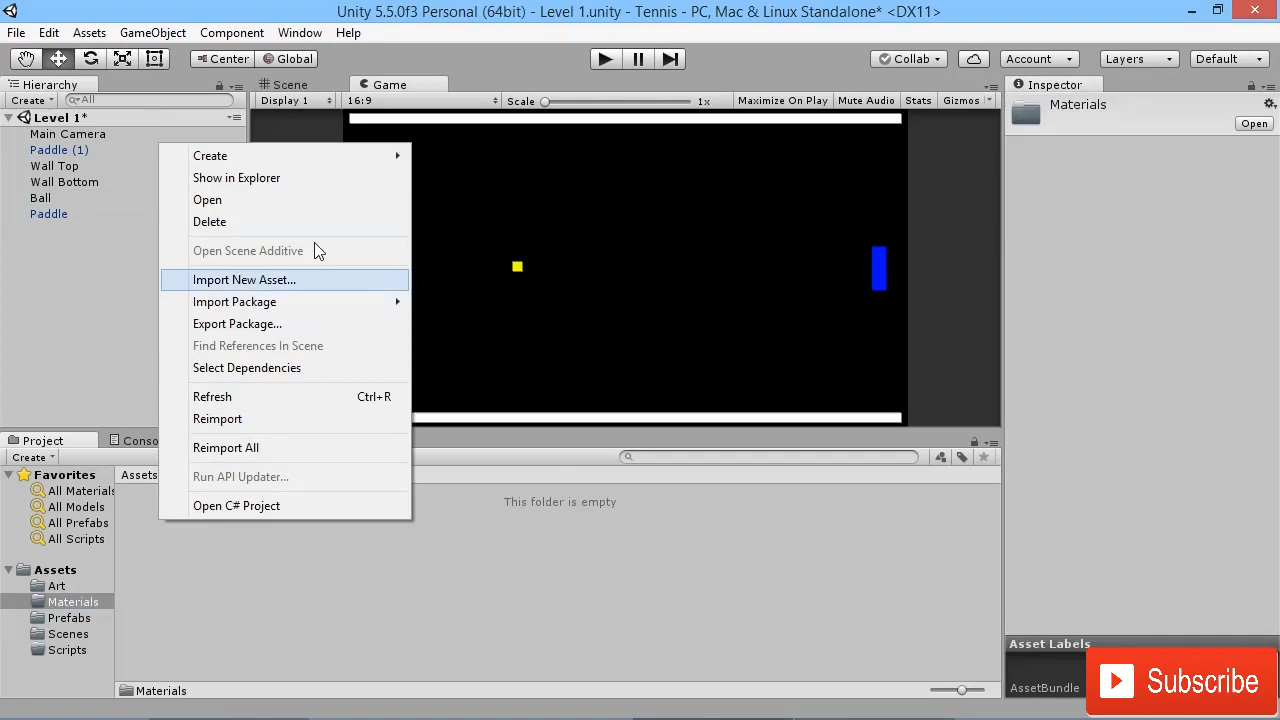 Unity 5.5.0f3 Personal (64bit) - Level 1.unity - Tennis - PC, Mac & Linux Standalone* <DX11>
File Edit Assets GameObject Component Window Help
Center Global Collab Account Layers Default
Hierarchy Scene Game Inspector
Create All Display 1 16:9 Scale 1x Maximize On Play Mute Audio Stats Gizmos Materials
Level 1* Open
Main Camera
Paddle (1)
Wall Top
Wall Bottom
Ball
Paddle
Create
Show in Explorer
Open
Delete
Open Scene Additive
Import New Asset...
Import Package
Export Package...
Find References In Scene
Select Dependencies
Refresh Ctrl+R
Reimport
Reimport All
Run API Updater...
Open C# Project
Project
Create Assets
Favorites
All Materials
All Models
All Prefabs
All Scripts
This folder is empty
Assets
Art
Materials
Prefabs
Scenes
Scripts
Materials
Asset Labels
AssetBundle
Subscribe